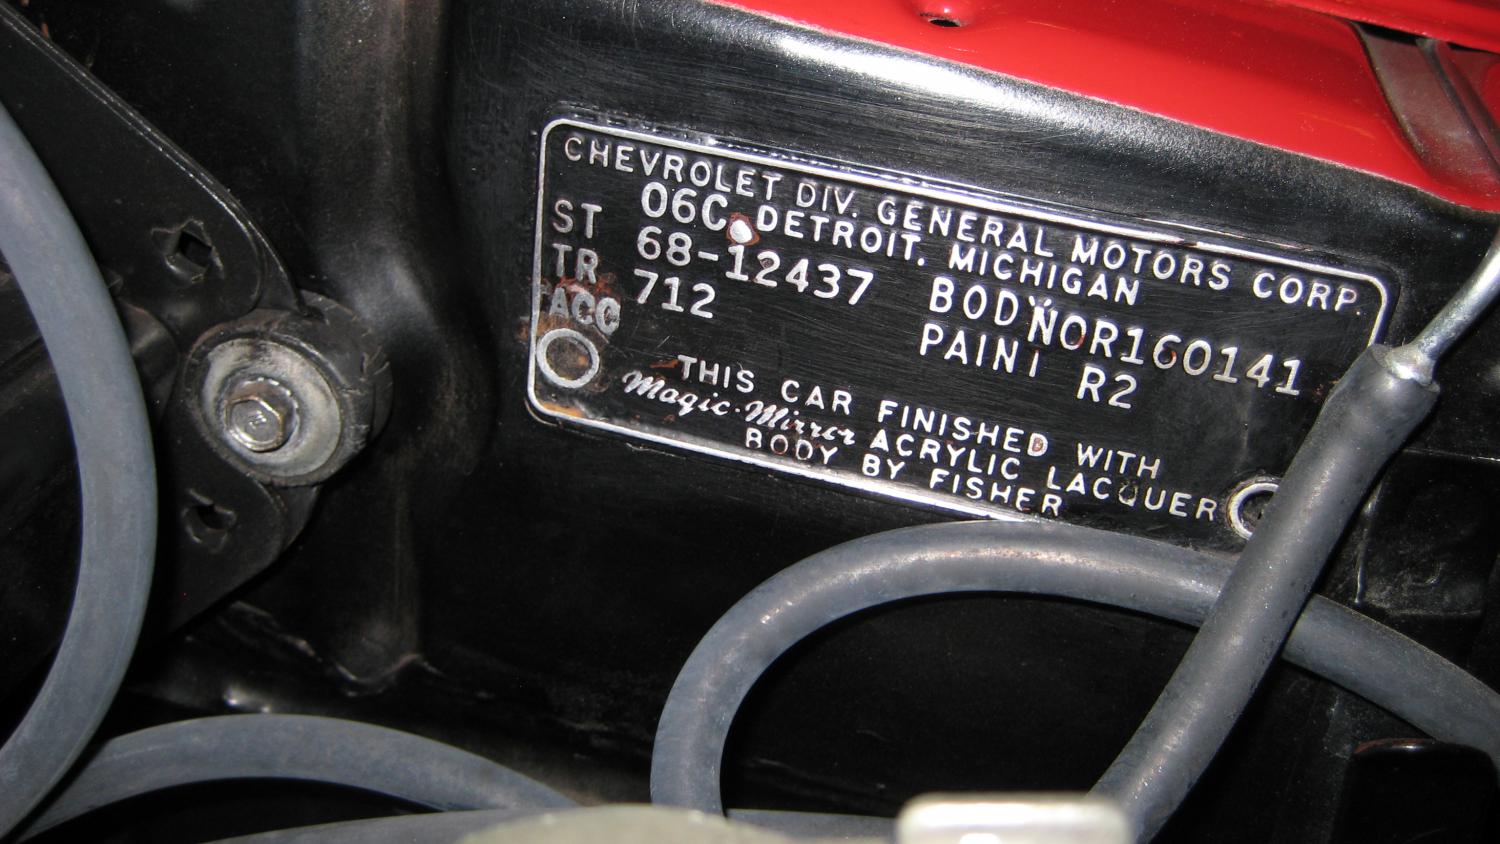 CHEVROLET DIV. GENERAL MOTORS CORP.
06C DETROIT, MICHIGAN
ST 68-12437 BODY NOR160141
TR 712 PAINT R2
ACC
THIS CAR FINISHED WITH
Magic-Mirror ACRYLIC LACQUER
BODY BY FISHER